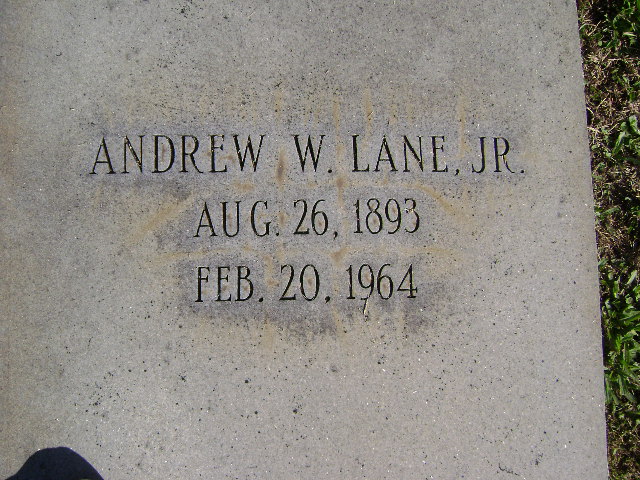 ANDREW W. LANE, JR.
AUG. 26, 1893
FEB. 20, 1964